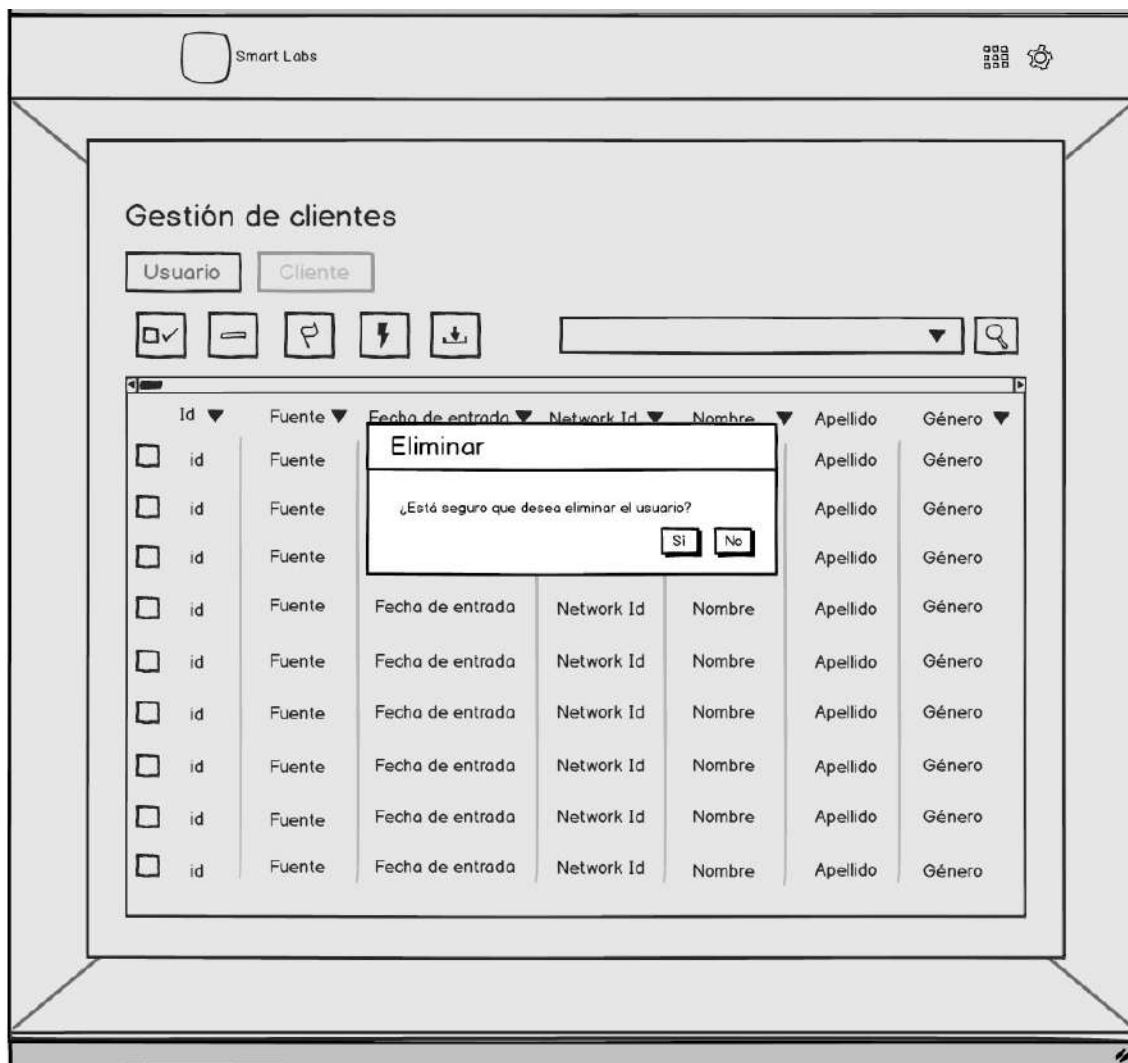 Smart Labs
Gestión de clientes
Usuario Cliente
Id Fuente Fecha de entrada Network Id Nombre Apellido Género
id Fuente Apellido Género
id Fuente Apellido Género
id Fuente Apellido Género
Eliminar
¿Está seguro que desea eliminar el usuario?
Si No
id Fuente Fecha de entrada Network Id Nombre Apellido Género
id Fuente Fecha de entrada Network Id Nombre Apellido Género
id Fuente Fecha de entrada Network Id Nombre Apellido Género
id Fuente Fecha de entrada Network Id Nombre Apellido Género
id Fuente Fecha de entrada Network Id Nombre Apellido Género
id Fuente Fecha de entrada Network Id Nombre Apellido Género